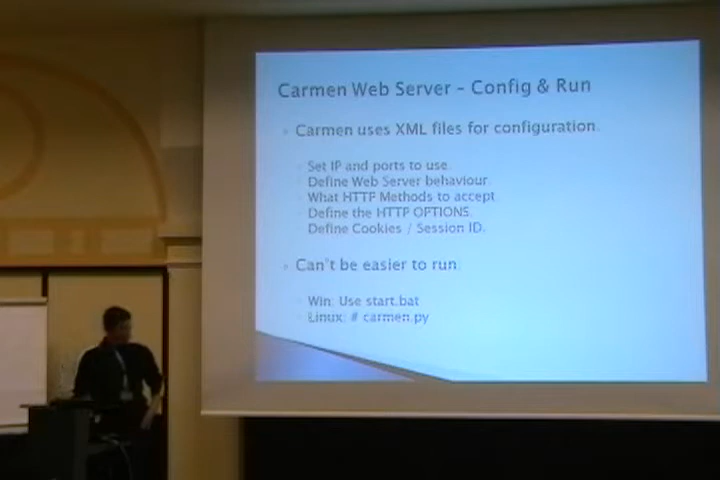 Carmen Web Server - Config & Run
Carmen uses XML files for configuration.
Set IP and ports to use.
Define Web Server behaviour.
What HTTP Methods to accept.
Define the HTTP OPTIONS.
Define Cookies / Session ID.
Can't be easier to run.
Win: Use start.bat
Linux: # carmen.py